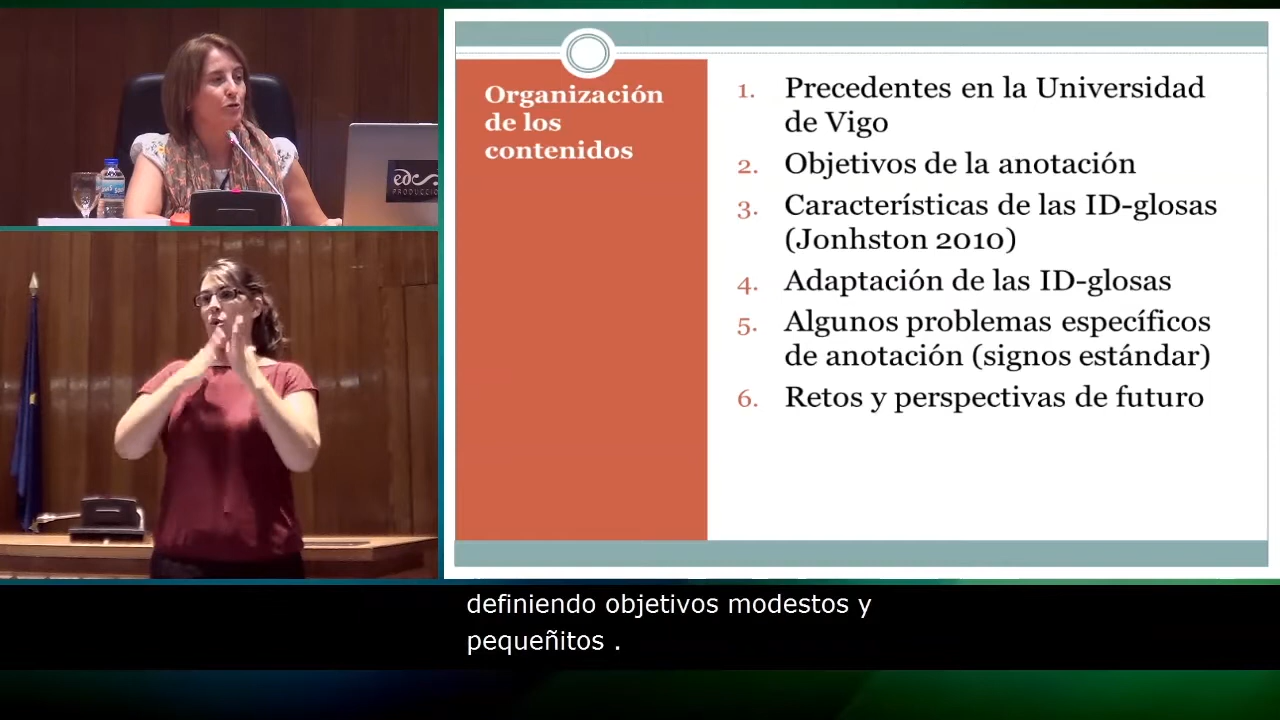 Organización
de los
contenidos
1. Precedentes en la Universidad
de Vigo
2. Objetivos de la anotación
3. Características de las ID-glosas
(Jonhston 2010)
4. Adaptación de las ID-glosas
5. Algunos problemas específicos
de anotación (signos estándar)
6. Retos y perspectivas de futuro
definiendo objetivos modestos y
pequeñitos .